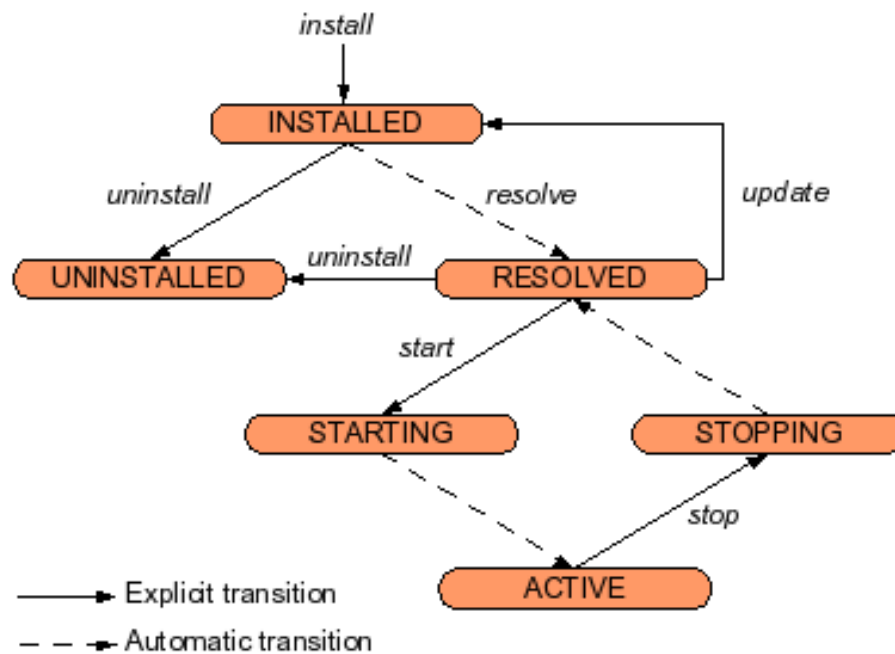 install
INSTALLED
uninstall
resolve
update
UNINSTALLED
uninstall
RESOLVED
start
STARTING
STOPPING
stop
ACTIVE
Explicit transition
Automatic transition